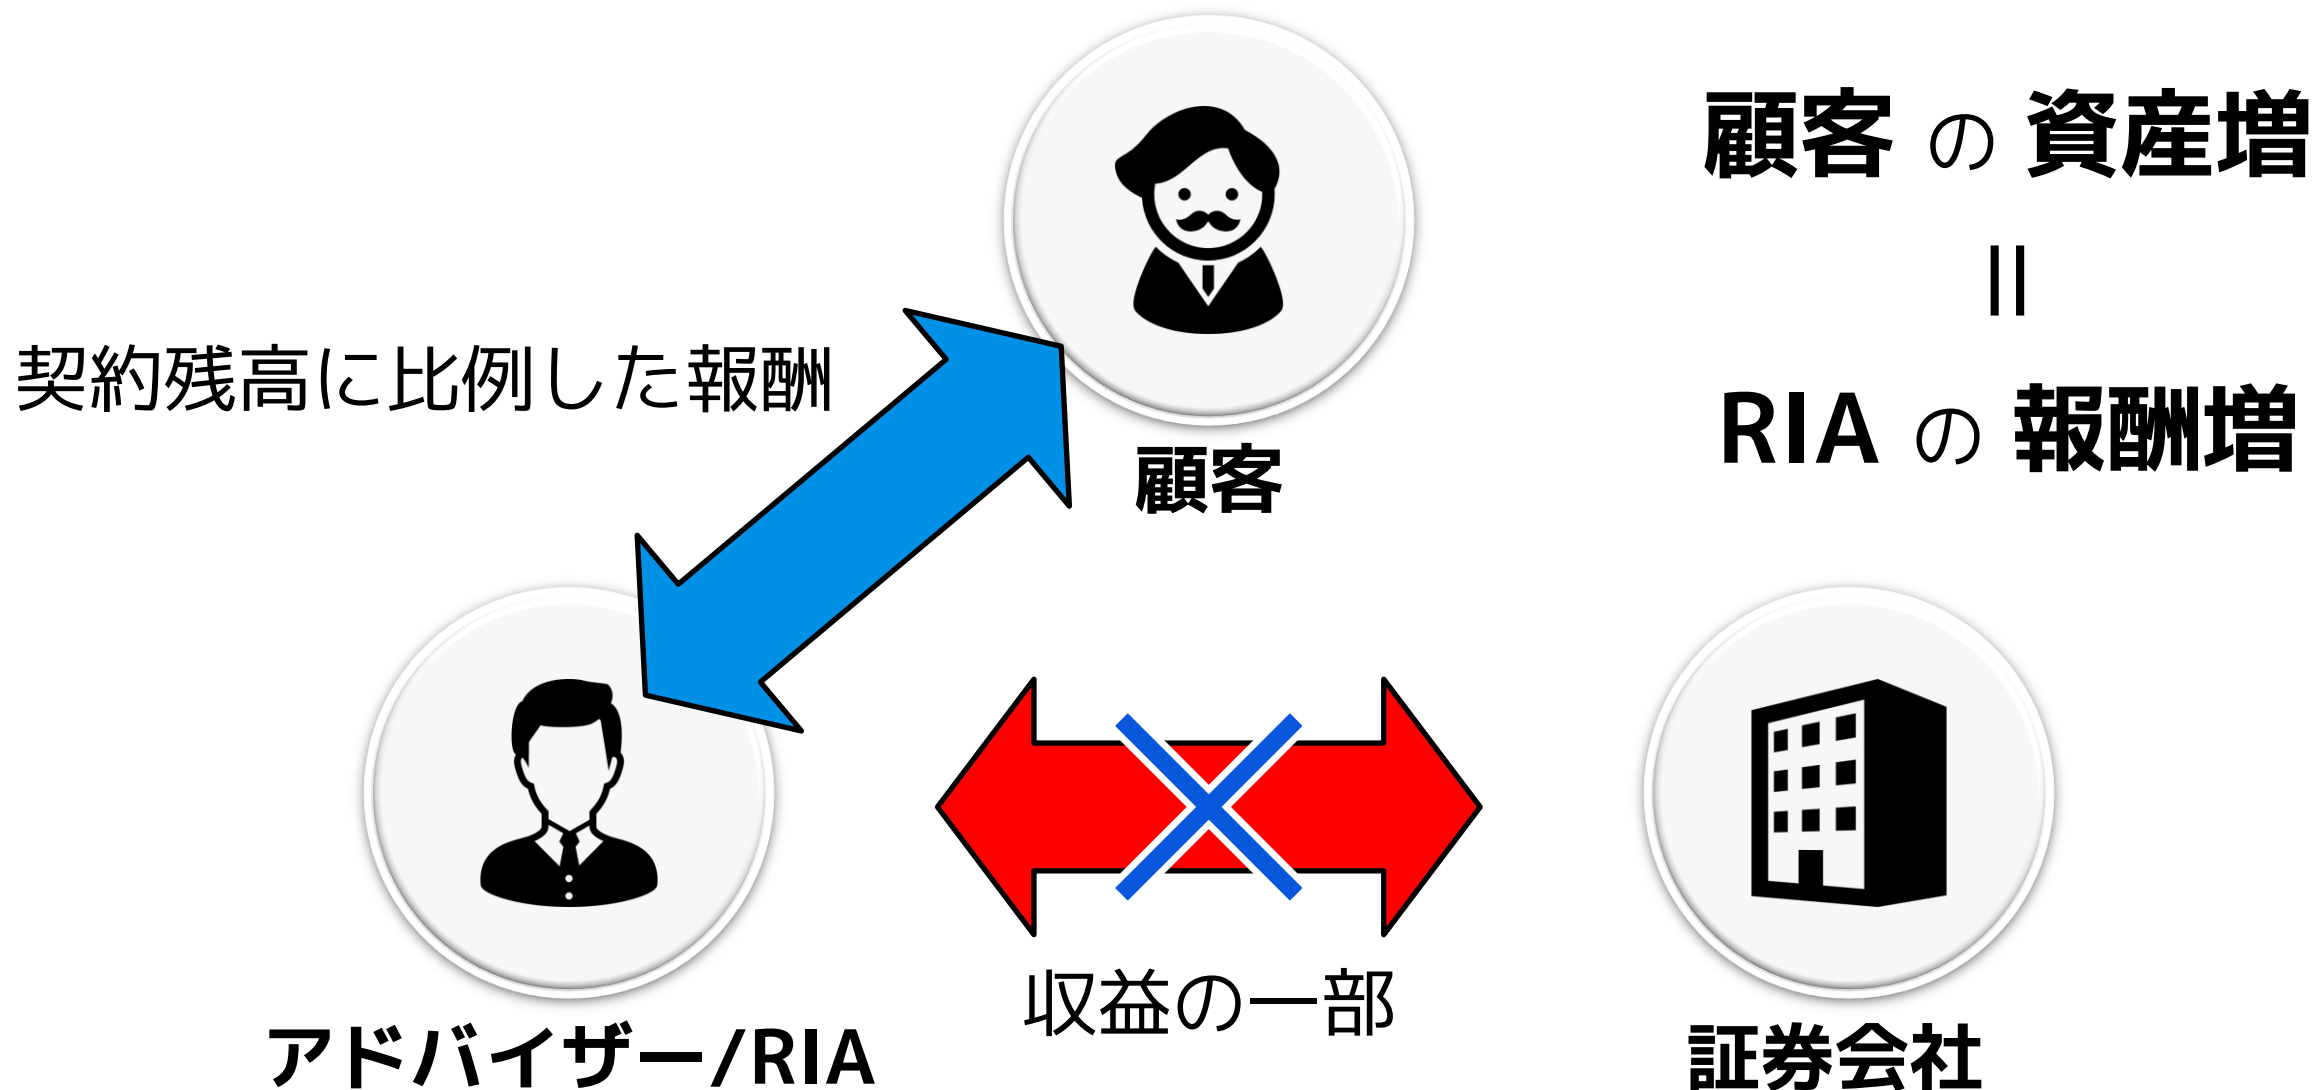 顧客 の 資産増
||
RIA の 報酬増
契約残高に比例した報酬
顧客
収益の一部
アドバイザー/RIA
証券会社